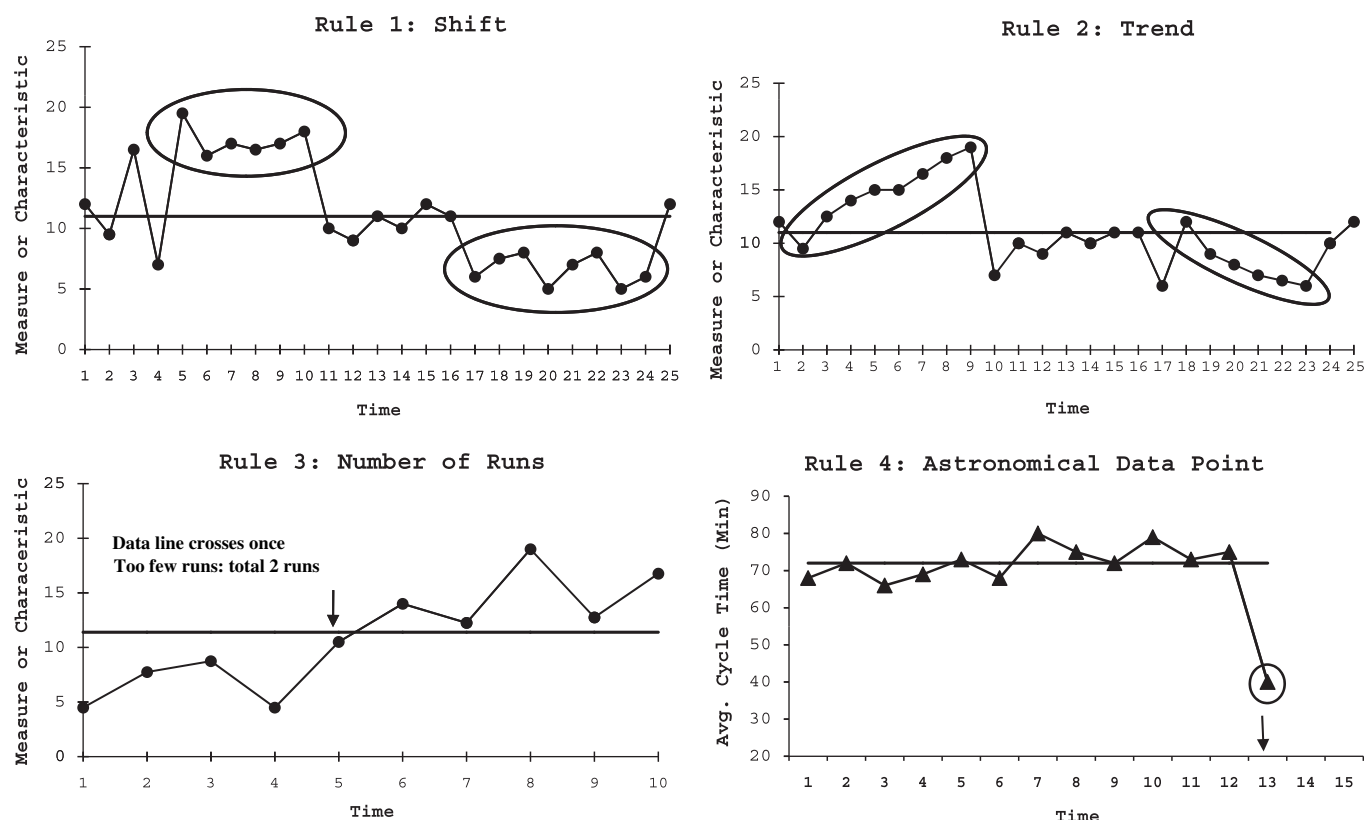 Rule 1: Shift
Measure or Characteristic
25
20
15
10
5
0
1 2 3 4 5 6 7 8 9 10 11 12 13 14 15 16 17 18 19 20 21 22 23 24 25
Time
Rule 2: Trend
Measure or Characteristic
25
20
15
10
5
0
1 2 3 4 5 6 7 8 9 10 11 12 13 14 15 16 17 18 19 20 21 22 23 24 25
Time
Rule 3: Number of Runs
Measure or Characeristic
25
20
15
10
5
0
Data line crosses once
Too few runs: total 2 runs
1 2 3 4 5 6 7 8 9 10
Time
Rule 4: Astronomical Data Point
Avg. Cycle Time (Min)
90
80
70
60
50
40
30
20
1 2 3 4 5 6 7 8 9 10 11 12 13 14 15
Time